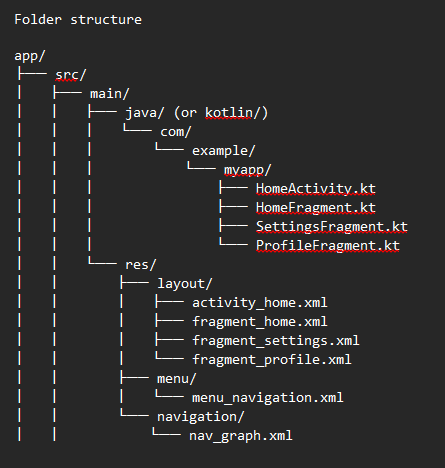 Folder structure
app/
├── src/
│   ├── main/
│   │   ├── java/ (or kotlin/)
│   │   │   └── com/
│   │   │       └── example/
│   │   │           └── myapp/
│   │   │               ├── HomeActivity.kt
│   │   │               ├── HomeFragment.kt
│   │   │               ├── SettingsFragment.kt
│   │   │               └── ProfileFragment.kt
│   │   └── res/
│   │       ├── layout/
│   │       │   ├── activity_home.xml
│   │       │   ├── fragment_home.xml
│   │       │   ├── fragment_settings.xml
│   │       │   └── fragment_profile.xml
│   │       ├── menu/
│   │       │   └── menu_navigation.xml
│   │       └── navigation/
│   │           └── nav_graph.xml